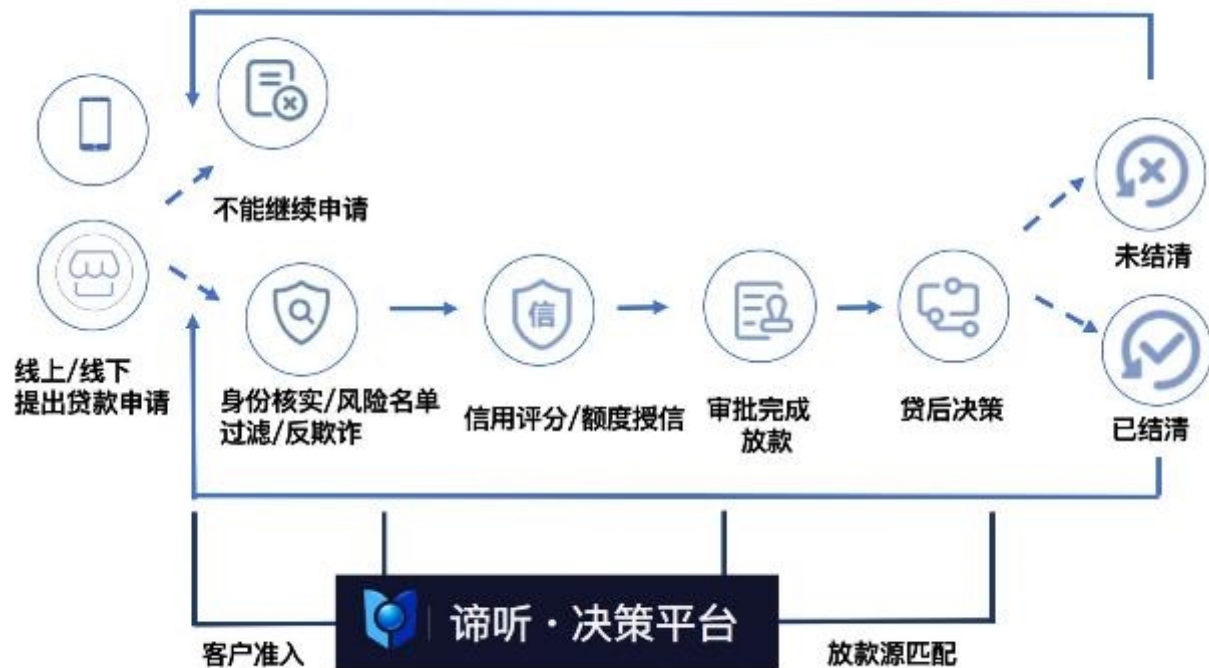 不能继续申请
未结清
信
线上/线下
提出贷款申请
身份核实/风险名单
过滤/反欺诈
信用评分/额度授信
审批完成
放款
贷后决策
已结清
谛听·决策平台
客户准入
放款源匹配